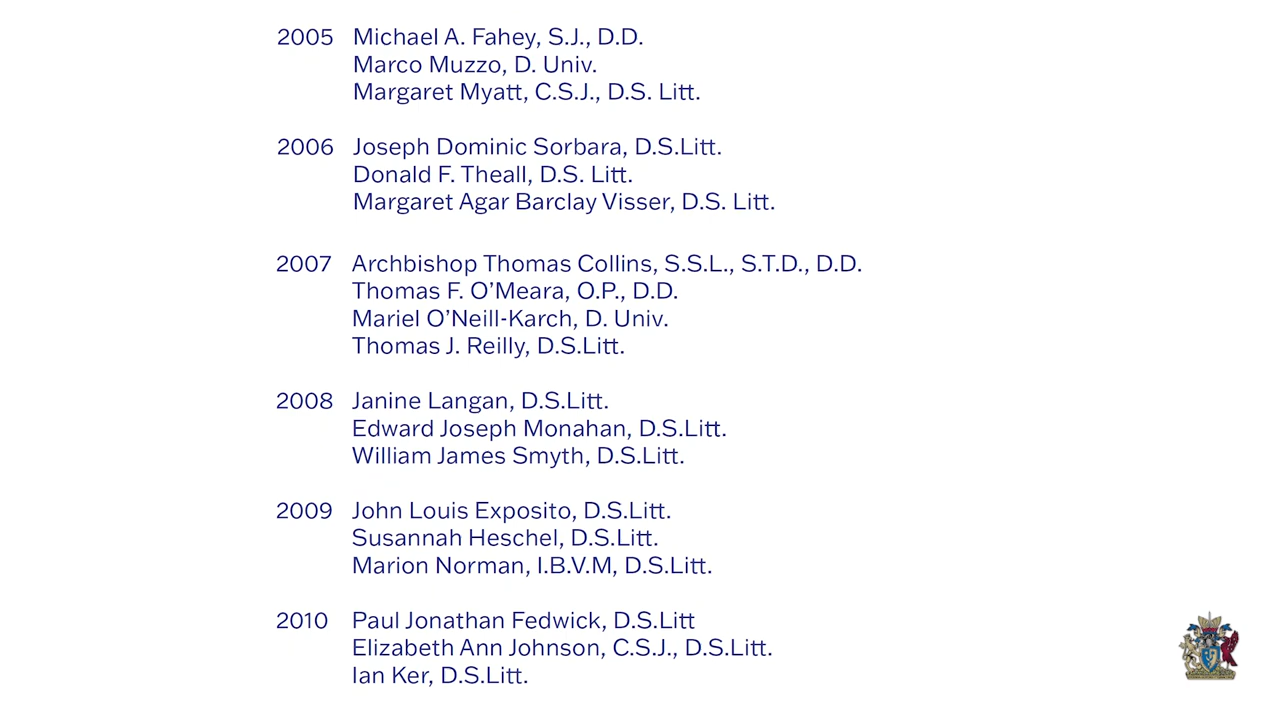 2005 Michael A. Fahey, S.J., D.D.
Marco Muzzo, D. Univ.
Margaret Myatt, C.S.J., D.S. Litt.
2006 Joseph Dominic Sorbara, D.S.Litt.
Donald F. Theall, D.S. Litt.
Margaret Agar Barclay Visser, D.S. Litt.
2007 Archbishop Thomas Collins, S.S.L., S.T.D., D.D.
Thomas F. O’Meara, O.P., D.D.
Mariel O’Neill-Karch, D. Univ.
Thomas J. Reilly, D.S.Litt.
2008 Janine Langan, D.S.Litt.
Edward Joseph Monahan, D.S.Litt.
William James Smyth, D.S.Litt.
2009 John Louis Exposito, D.S.Litt.
Susannah Heschel, D.S.Litt.
Marion Norman, I.B.V.M, D.S.Litt.
2010 Paul Jonathan Fedwick, D.S.Litt
Elizabeth Ann Johnson, C.S.J., D.S.Litt.
Ian Ker, D.S.Litt.